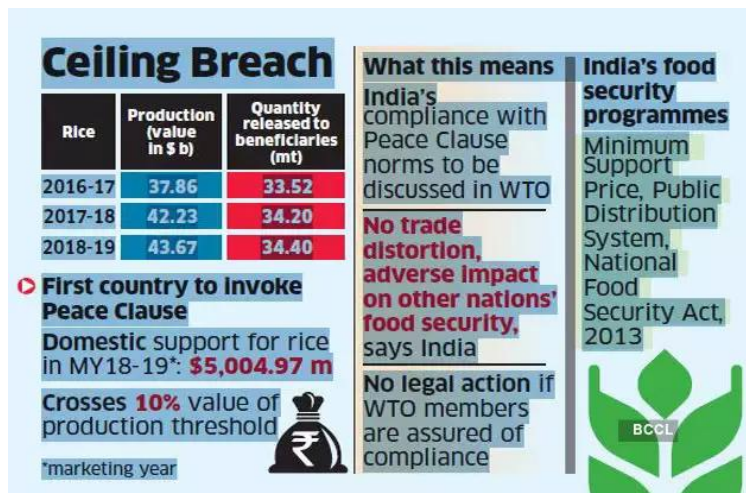 Ceiling Breach
Rice
Production
(value
in $ b)
Quantity
released to
beneficiaries
(mt)
2016-17 37.86 33.52
2017-18 42.23 34.20
2018-19 43.67 34.40
First country to invoke
Peace Clause
Domestic support for rice
in MY18-19*: $5,004.97 m
Crosses 10% value of
production threshold
₹
*marketing year
What this means
India's
compliance with
Peace Clause
norms to be
discussed in WTO
No trade
distortion,
adverse impact
on other nations'
food security,
says India
No legal action if
WTO members
are assured of
compliance
India's food
security
programmes
Minimum
Support
Price, Public
Distribution
System,
National
Food
Security Act,
2013
BCCL